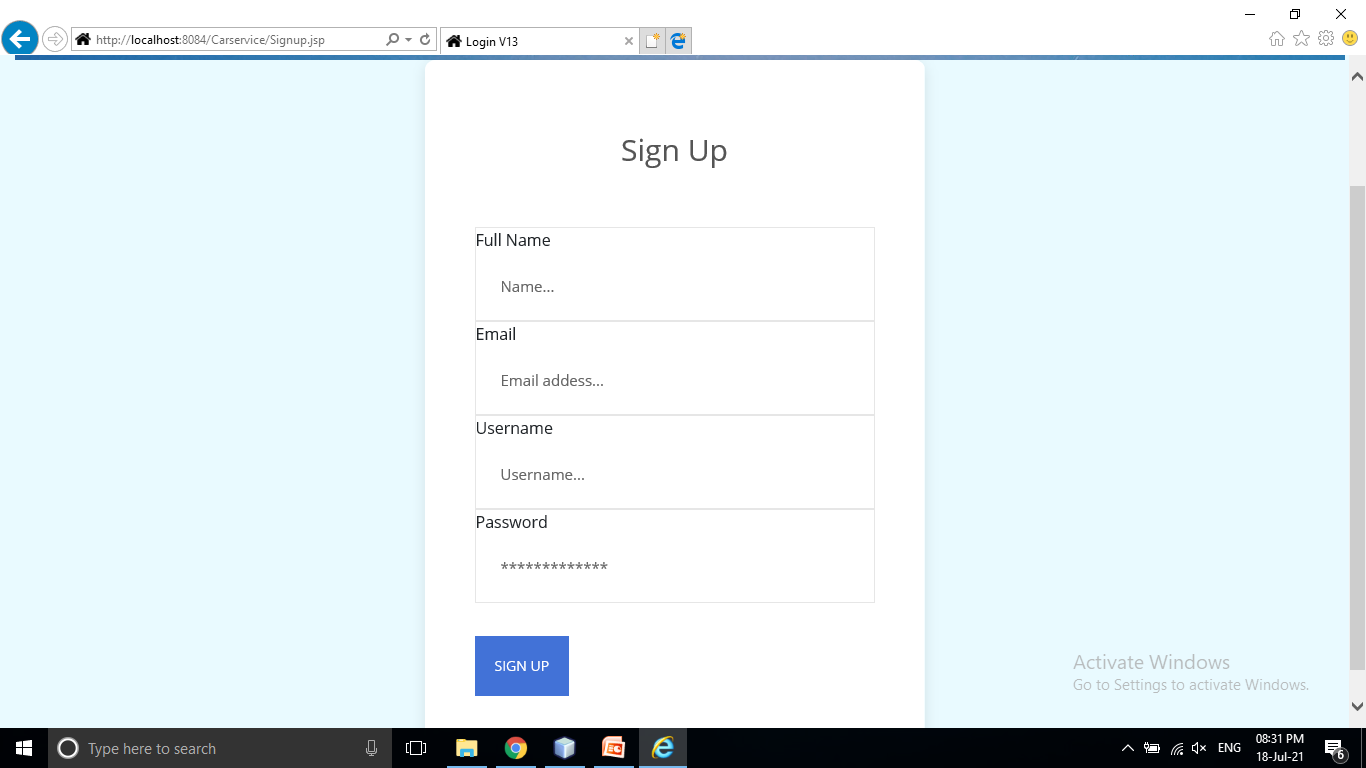 http://localhost:8084/Carservice/Signup.jsp
Login V13
Sign Up
Full Name
Name...
Email
Email addess...
Username
Username...
Password
*************
SIGN UP
Activate Windows
Go to Settings to activate Windows.
Type here to search
ENG
08:31 PM
18-Jul-21
6